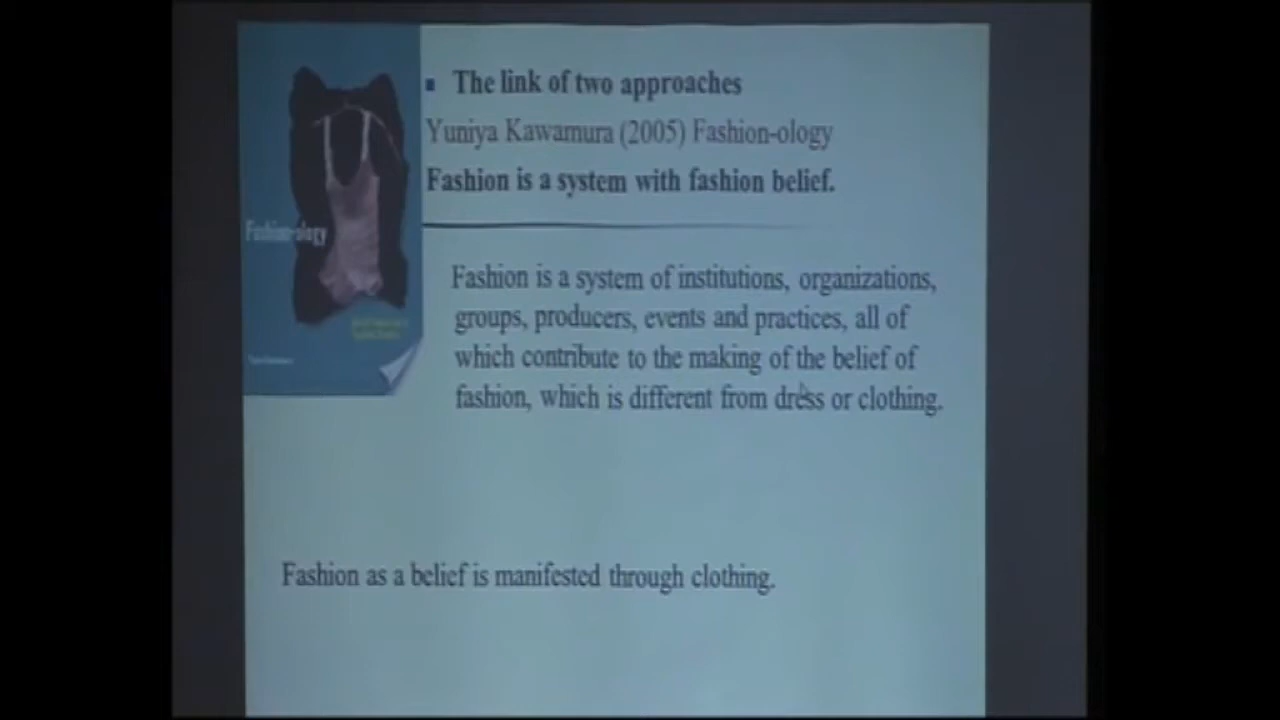 The link of two approaches
Yuniya Kawamura (2005) Fashion-ology
Fashion is a system with fashion belief.
Fashion-ology
Fashion is a system of institutions, organizations,
groups, producers, events and practices, all of
which contribute to the making of the belief of
fashion, which is different from dress or clothing.
Fashion as a belief is manifested through clothing.